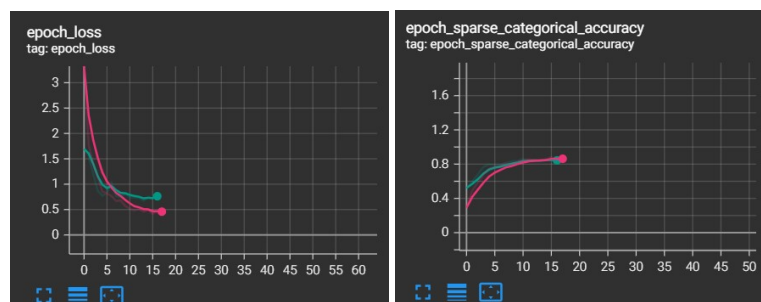 epoch_loss
tag: epoch_loss
3
2.5
2
1.5
1
0.5
0
0 5 10 15 20 25 30 35 40 45 50 55 60
epoch_sparse_categorical_accuracy
tag: epoch_sparse_categorical_accuracy
1.6
1.2
0.8
0.4
0
0 5 10 15 20 25 30 35 40 45 50